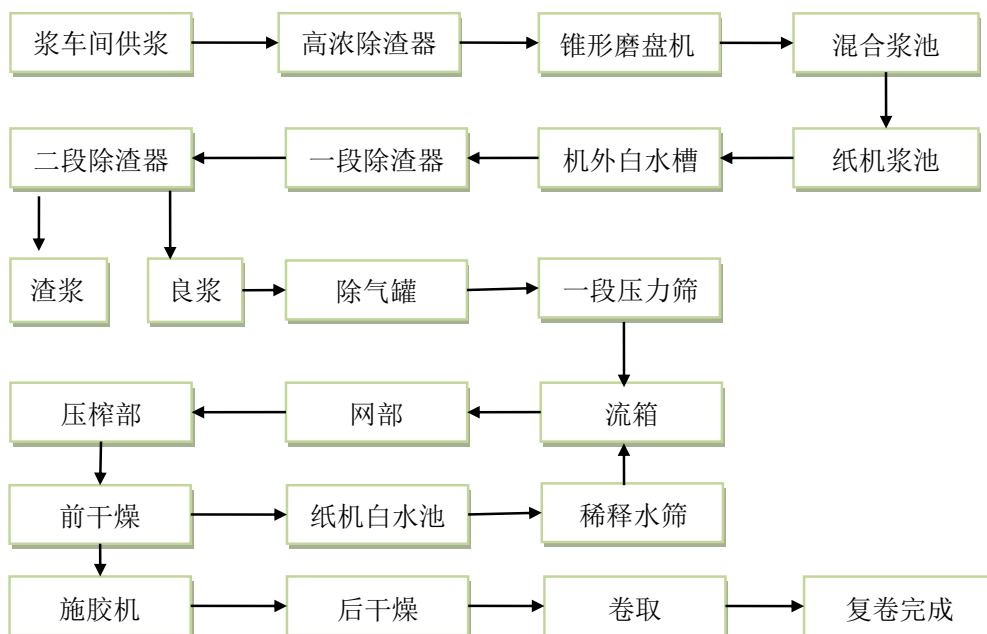 浆车间供浆
高浓除渣器
锥形磨盘机
混合浆池
二段除渣器
一段除渣器
机外白水槽
纸机浆池
渣浆
良浆
除气罐
一段压力筛
压榨部
网部
流箱
前干燥
纸机白水池
稀释水筛
施胶机
后干燥
卷取
复卷完成